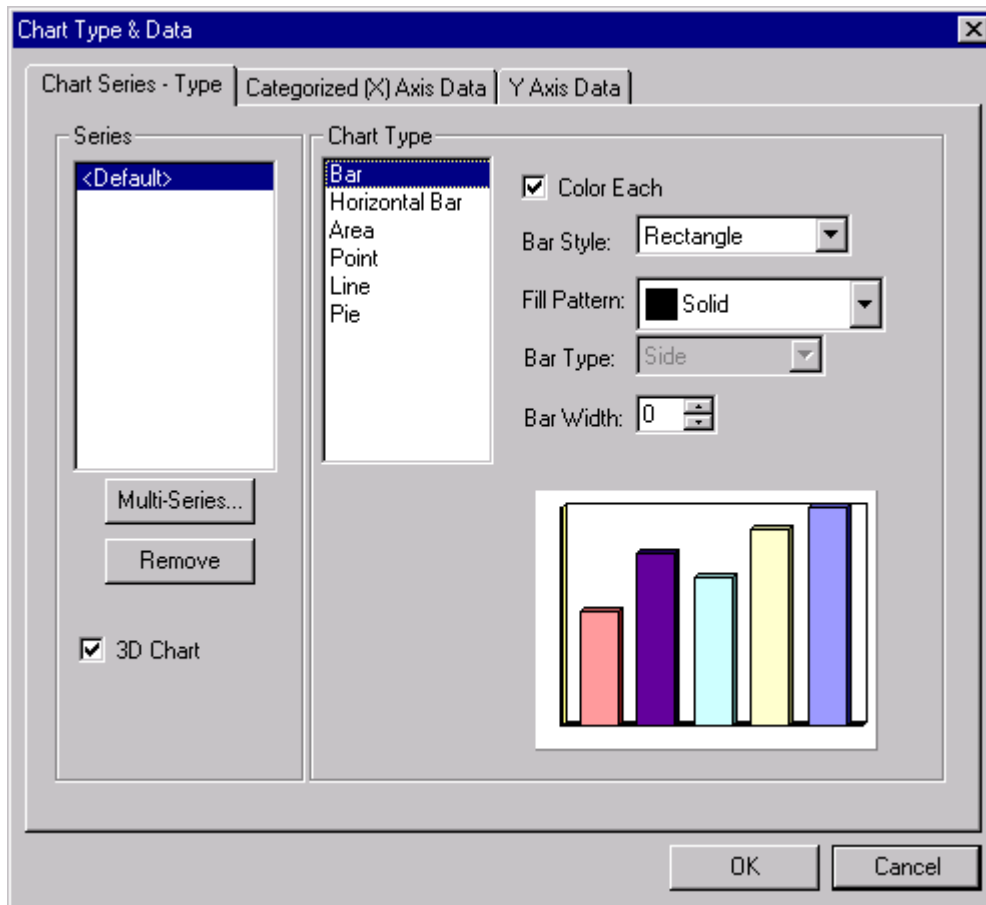 Chart Type & Data
Chart Series - Type
Categorized (X) Axis Data
Y Axis Data
Series
<Default>
Multi-Series...
Remove
3D Chart
Chart Type
Bar
Horizontal Bar
Area
Point
Line
Pie
Color Each
Bar Style: Rectangle
Fill Pattern: Solid
Bar Type: Side
Bar Width: 0
OK
Cancel